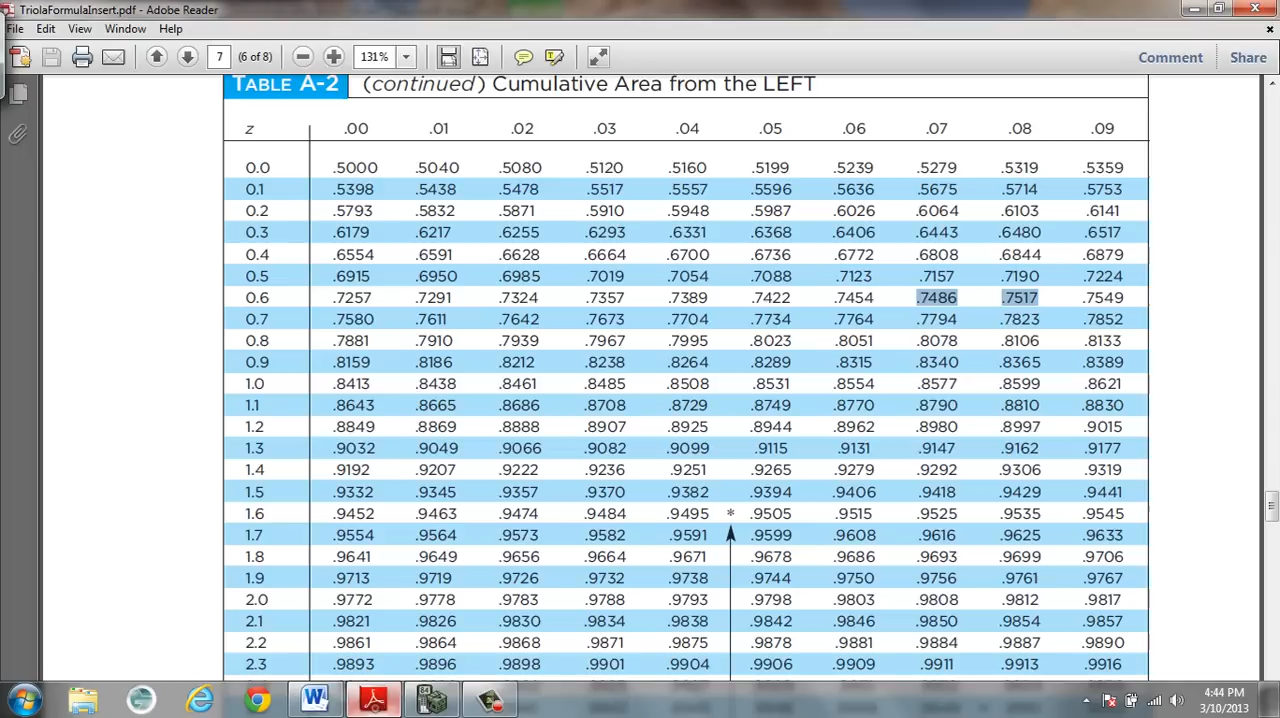 TriolaFormulaInsert.pdf - Adobe Reader
File Edit View Window Help
7 (6 of 8) 131% Comment Share
TABLE A-2 (continued) Cumulative Area from the LEFT
z .00 .01 .02 .03 .04 .05 .06 .07 .08 .09
0.0 .5000 .5040 .5080 .5120 .5160 .5199 .5239 .5279 .5319 .5359
0.1 .5398 .5438 .5478 .5517 .5557 .5596 .5636 .5675 .5714 .5753
0.2 .5793 .5832 .5871 .5910 .5948 .5987 .6026 .6064 .6103 .6141
0.3 .6179 .6217 .6255 .6293 .6331 .6368 .6406 .6443 .6480 .6517
0.4 .6554 .6591 .6628 .6664 .6700 .6736 .6772 .6808 .6844 .6879
0.5 .6915 .6950 .6985 .7019 .7054 .7088 .7123 .7157 .7190 .7224
0.6 .7257 .7291 .7324 .7357 .7389 .7422 .7454 .7486 .7517 .7549
0.7 .7580 .7611 .7642 .7673 .7704 .7734 .7764 .7794 .7823 .7852
0.8 .7881 .7910 .7939 .7967 .7995 .8023 .8051 .8078 .8106 .8133
0.9 .8159 .8186 .8212 .8238 .8264 .8289 .8315 .8340 .8365 .8389
1.0 .8413 .8438 .8461 .8485 .8508 .8531 .8554 .8577 .8599 .8621
1.1 .8643 .8665 .8686 .8708 .8729 .8749 .8770 .8790 .8810 .8830
1.2 .8849 .8869 .8888 .8907 .8925 .8944 .8962 .8980 .8997 .9015
1.3 .9032 .9049 .9066 .9082 .9099 .9115 .9131 .9147 .9162 .9177
1.4 .9192 .9207 .9222 .9236 .9251 .9265 .9279 .9292 .9306 .9319
1.5 .9332 .9345 .9357 .9370 .9382 .9394 .9406 .9418 .9429 .9441
1.6 .9452 .9463 .9474 .9484 .9495 * .9505 .9515 .9525 .9535 .9545
1.7 .9554 .9564 .9573 .9582 .9591 .9599 .9608 .9616 .9625 .9633
1.8 .9641 .9649 .9656 .9664 .9671 .9678 .9686 .9693 .9699 .9706
1.9 .9713 .9719 .9726 .9732 .9738 .9744 .9750 .9756 .9761 .9767
2.0 .9772 .9778 .9783 .9788 .9793 .9798 .9803 .9808 .9812 .9817
2.1 .9821 .9826 .9830 .9834 .9838 .9842 .9846 .9850 .9854 .9857
2.2 .9861 .9864 .9868 .9871 .9875 .9878 .9881 .9884 .9887 .9890
2.3 .9893 .9896 .9898 .9901 .9904 .9906 .9909 .9911 .9913 .9916
4:44 PM
3/10/2013